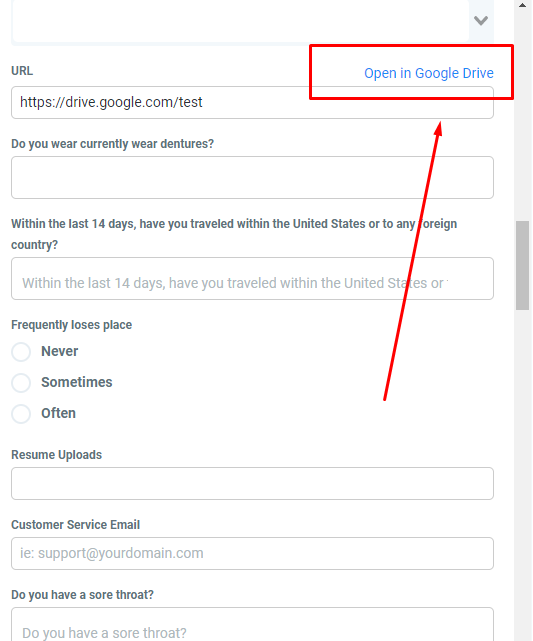 URL
Open in Google Drive
https://drive.google.com/test
Do you wear currently wear dentures?
Within the last 14 days, have you traveled within the United States or to any foreign
country?
Within the last 14 days, have you traveled within the United States or
Frequently loses place
Never
Sometimes
Often
Resume Uploads
Customer Service Email
ie: support@yourdomain.com
Do you have a sore throat?
Do you have a sore throat?